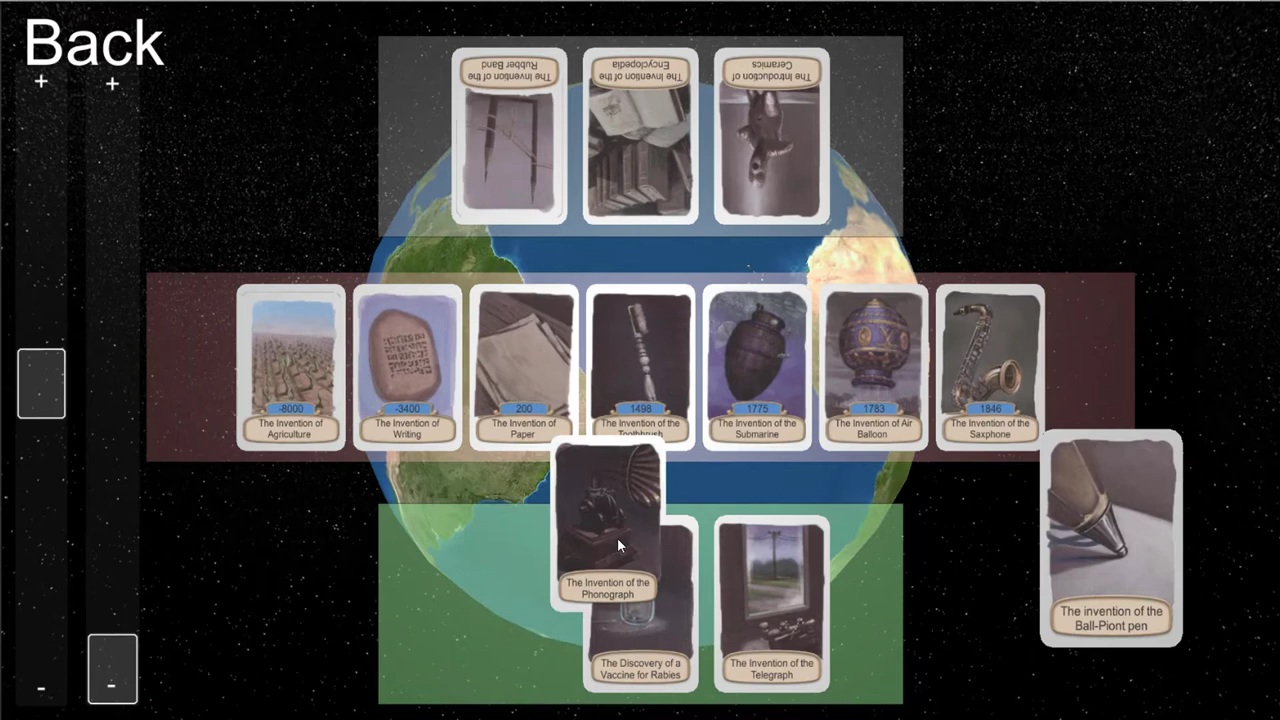 Back
+ +
The Invention of the
Rubber Band
The Invention of the
Encyclopedia
The Introduction of
Ceramics
-8000
The Invention of
Agriculture
-3400
The Invention of
Writing
200
The Invention of
Paper
1498
The Invention of the
Toothbrush
1775
The Invention of the
Submarine
1783
The Invention of Air
Balloon
1846
The Invention of the
Saxphone
The Invention of the
Phonograph
The Discovery of a
Vaccine for Rabies
The Invention of the
Telegraph
The invention of the
Ball-Piont pen
- -